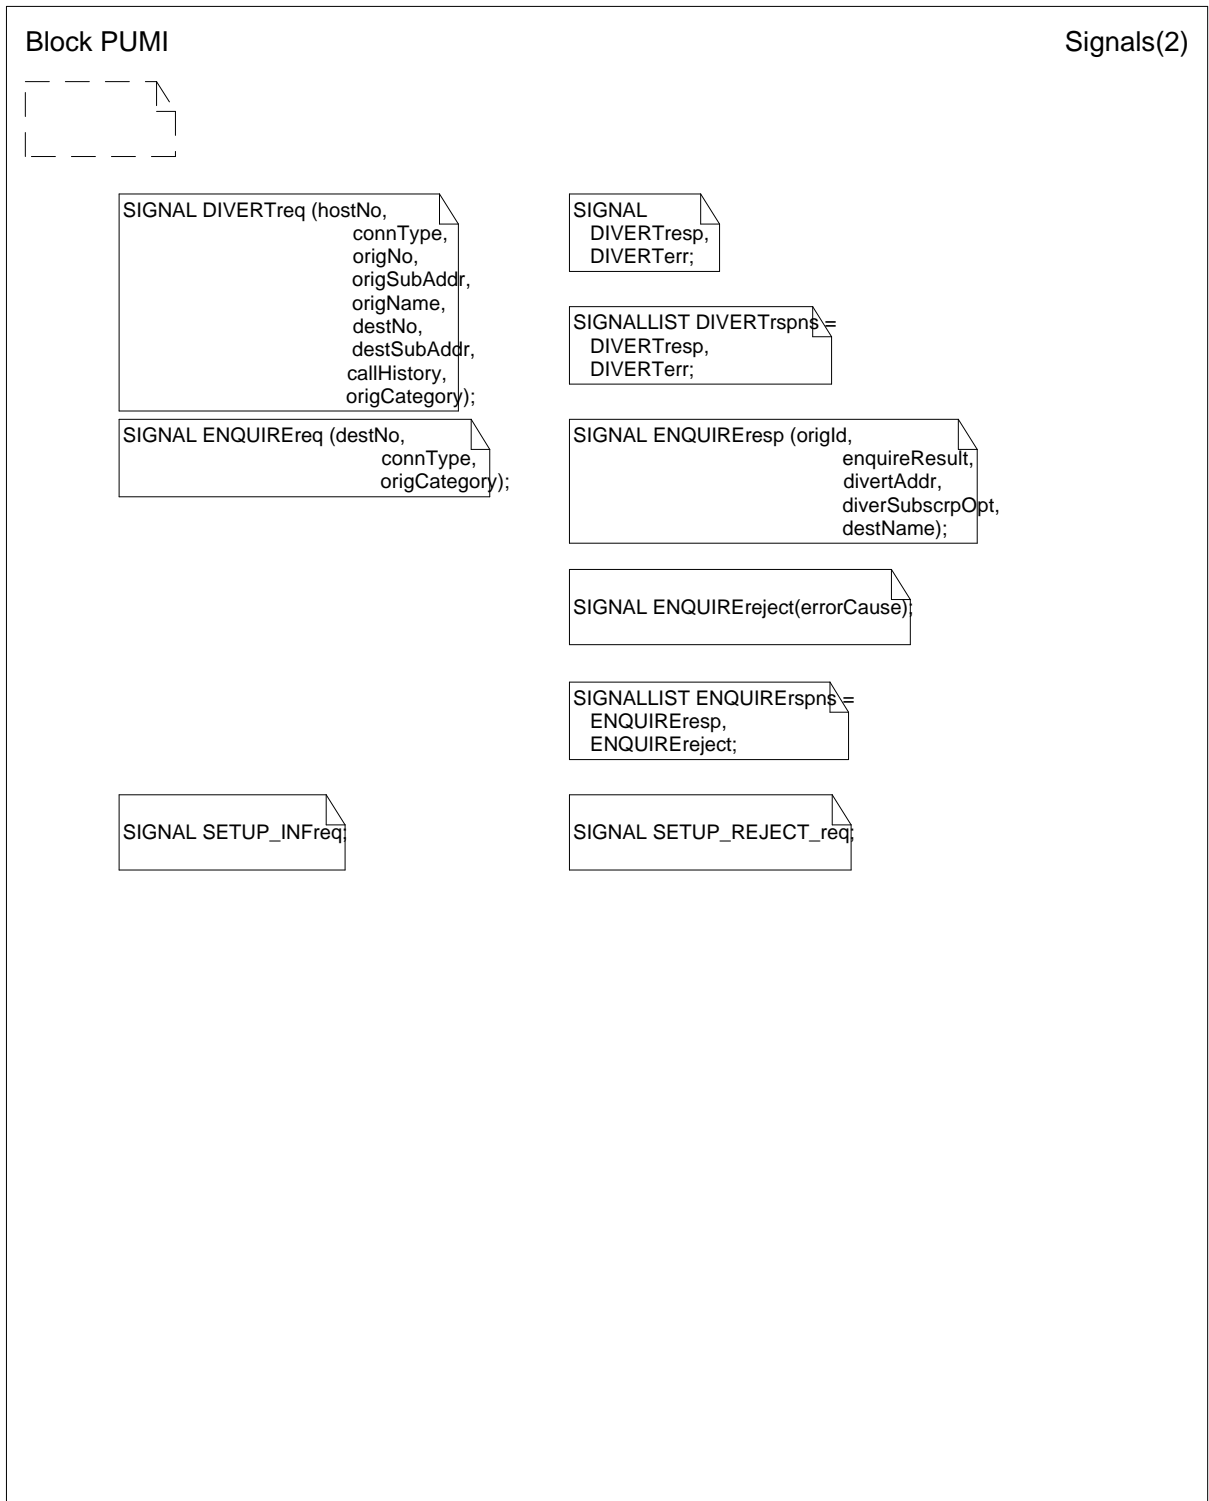 Block PUMI
Signals(2)
SIGNAL DIVERTreq (hostNo,
connType,
origNo,
origSubAddr,
origName,
destNo,
destSubAddr,
callHistory,
origCategory);
SIGNAL
DIVERTresp,
DIVERTerr;
SIGNALLIST DIVERTrspns =
DIVERTresp,
DIVERTerr;
SIGNAL ENQUIREreq (destNo,
connType,
origCategory);
SIGNAL ENQUIREresp (origId,
enquireResult,
divertAddr,
diverSubscrpOpt,
destName);
SIGNAL ENQUIREreject(errorCause);
SIGNALLIST ENQUIRErspns =
ENQUIREresp,
ENQUIREreject;
SIGNAL SETUP_INFreq;
SIGNAL SETUP_REJECT_req;